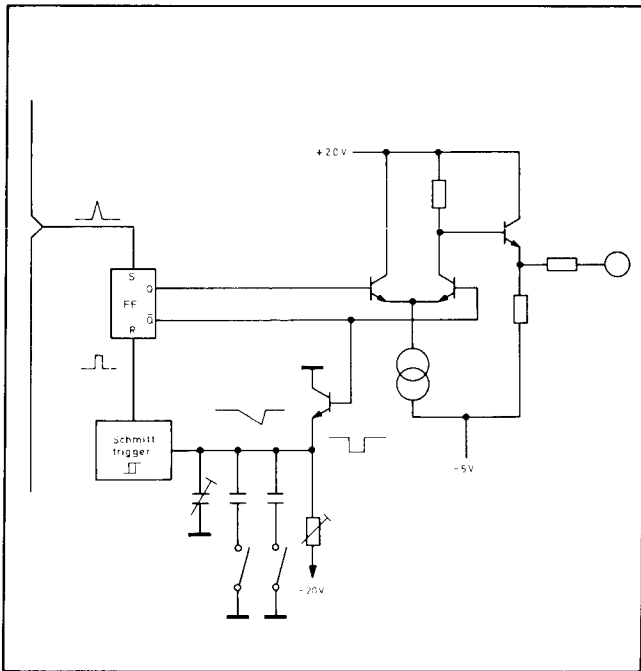 +20V
S
Q
FF
Q̅
R
Schmitt
trigger
-5V
-20V